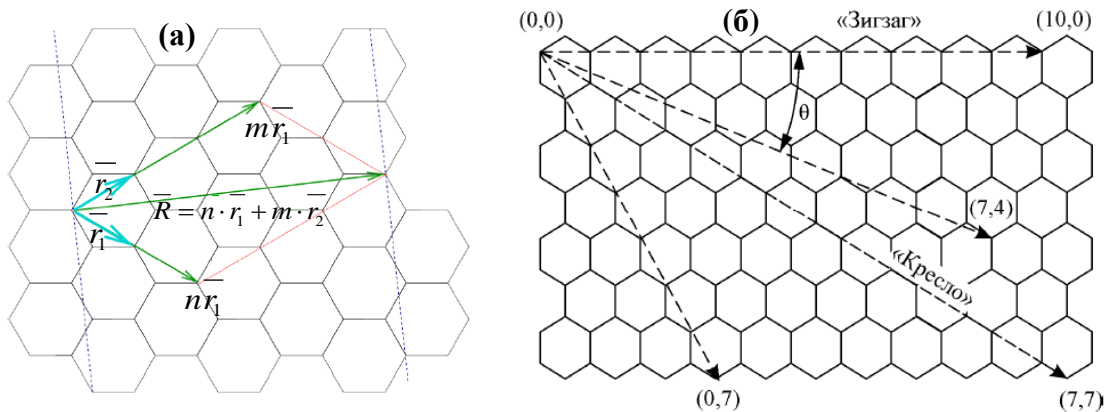 (а)
mr̅₁
r̅₂
R̅ = n·r̅₁ + m·r̅₂
r̅₁
nr̅₁
(0,0)
(б)
«Зигзаг»
(10,0)
θ
(7,4)
«Кресло»
(0,7)
(7,7)